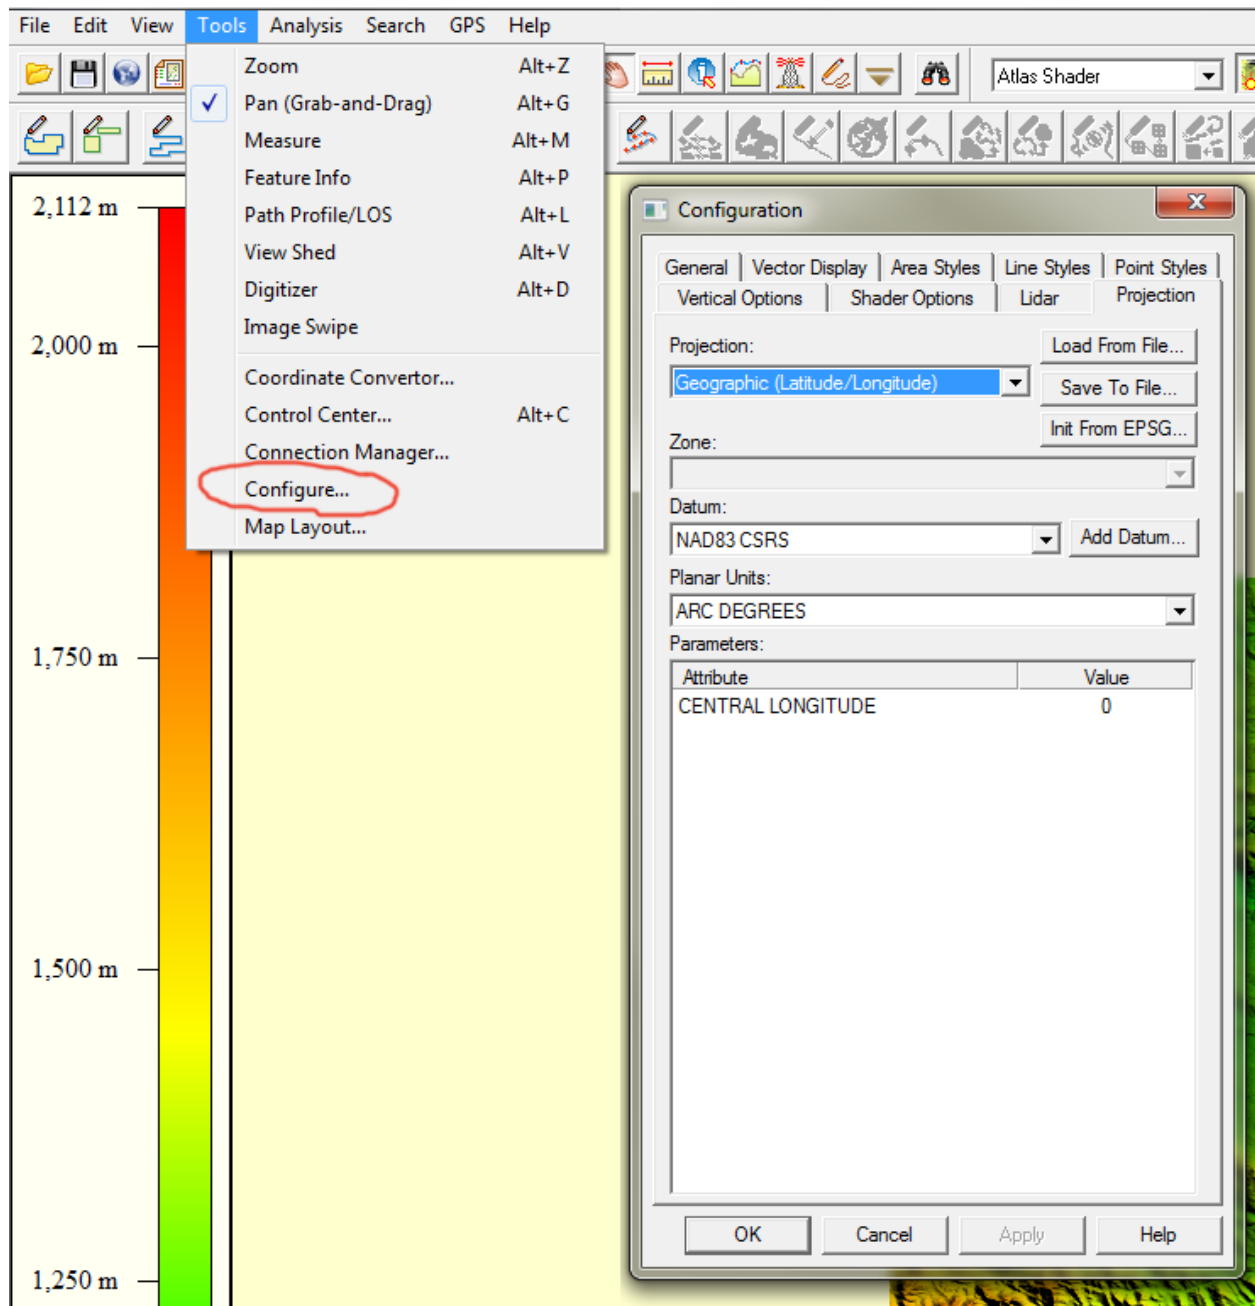 File Edit View Tools Analysis Search GPS Help
Zoom Alt+Z
Pan (Grab-and-Drag) Alt+G
Measure Alt+M
Feature Info Alt+P
Path Profile/LOS Alt+L
View Shed Alt+V
Digitizer Alt+D
Image Swipe
Coordinate Convertor...
Control Center... Alt+C
Connection Manager...
Configure...
Map Layout...
Atlas Shader
2,112 m
2,000 m
1,750 m
1,500 m
1,250 m
Configuration
General Vector Display Area Styles Line Styles Point Styles
Vertical Options Shader Options Lidar Projection
Projection:
Load From File...
Geographic (Latitude/Longitude)
Save To File...
Init From EPSG...
Zone:
Datum:
NAD83 CSRS
Add Datum...
Planar Units:
ARC DEGREES
Parameters:
Attribute Value
CENTRAL LONGITUDE 0
OK Cancel Apply Help